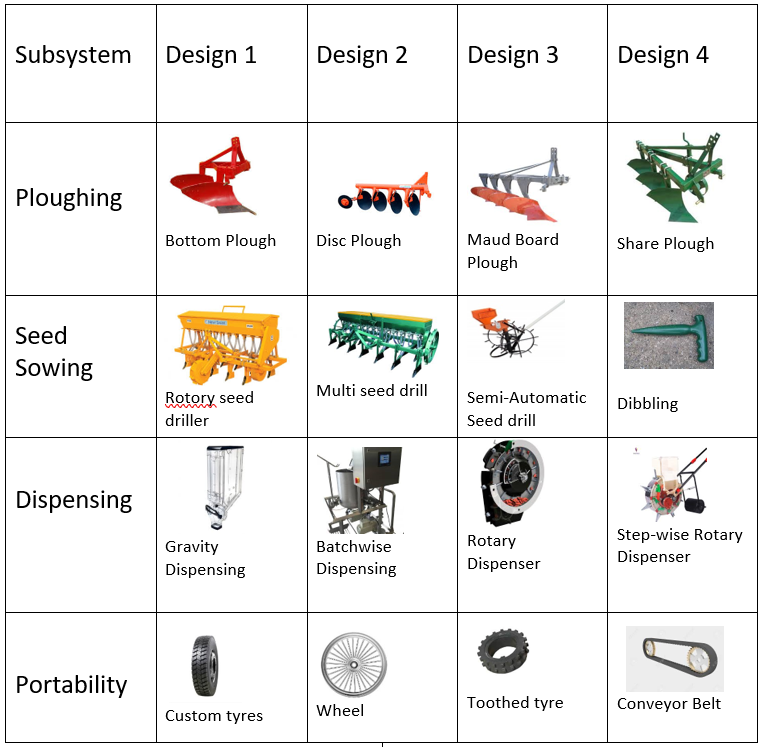 Subsystem
Design 1
Design 2
Design 3
Design 4
Ploughing
Bottom Plough
Disc Plough
Maud Board
Plough
Share Plough
Seed
Sowing
Rotory seed
driller
Multi seed drill
Semi-Automatic
Seed drill
Dibbling
Dispensing
Gravity
Dispensing
Batchwise
Dispensing
Rotary
Dispenser
Step-wise Rotary
Dispenser
Portability
Custom tyres
Wheel
Toothed tyre
Conveyor Belt